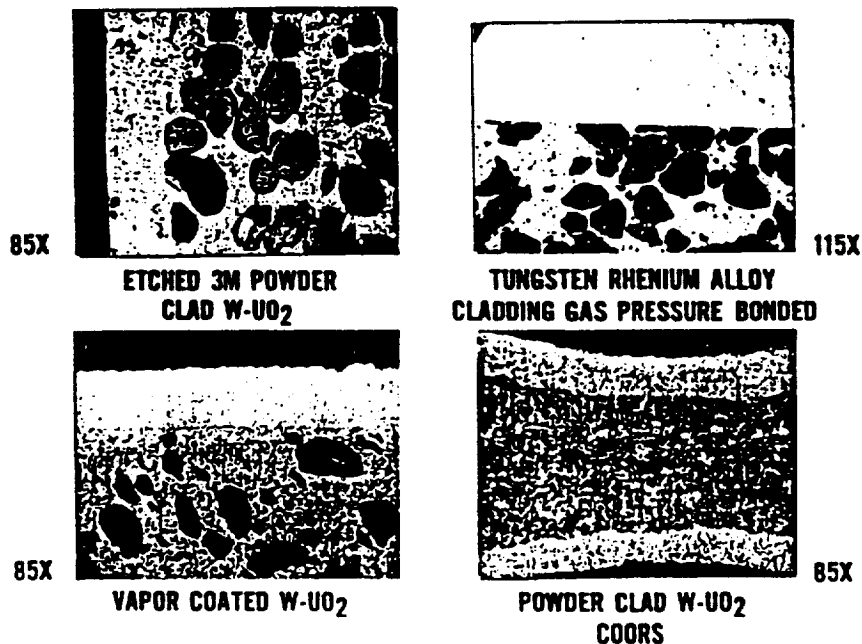 85X
ETCHED 3M POWDER
CLAD W-UO₂
115X
TUNGSTEN RHENIUM ALLOY
CLADDING GAS PRESSURE BONDED
85X
VAPOR COATED W-UO₂
85X
POWDER CLAD W-UO₂
COORS